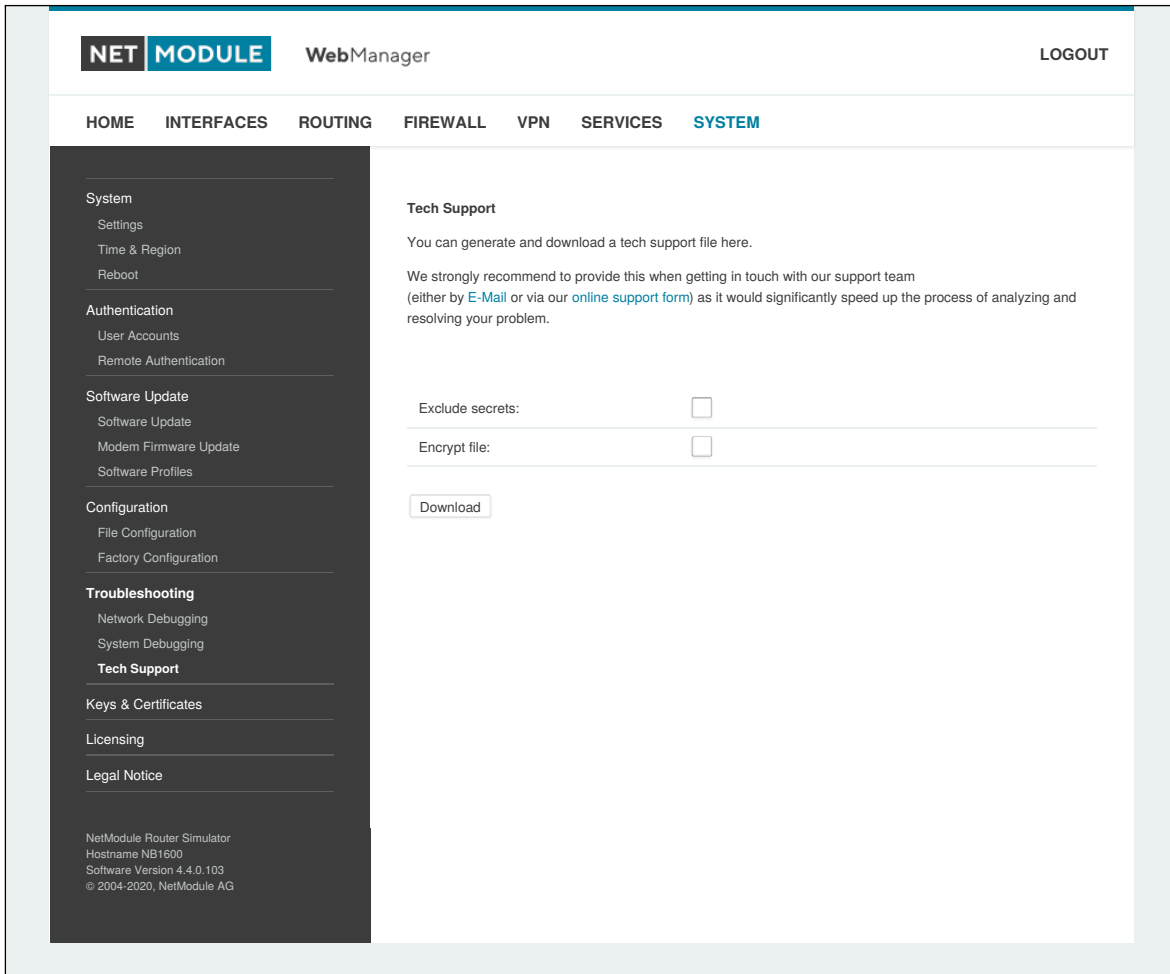 NET MODULE WebManager LOGOUT
HOME INTERFACES ROUTING FIREWALL VPN SERVICES SYSTEM
System
Settings
Time & Region
Reboot
Authentication
User Accounts
Remote Authentication
Software Update
Software Update
Modem Firmware Update
Software Profiles
Configuration
File Configuration
Factory Configuration
Troubleshooting
Network Debugging
System Debugging
Tech Support
Keys & Certificates
Licensing
Legal Notice
NetModule Router Simulator
Hostname NB1600
Software Version 4.4.0.103
© 2004-2020, NetModule AG
Tech Support
You can generate and download a tech support file here.
We strongly recommend to provide this when getting in touch with our support team
(either by E-Mail or via our online support form) as it would significantly speed up the process of analyzing and
resolving your problem.
Exclude secrets:
Encrypt file:
Download